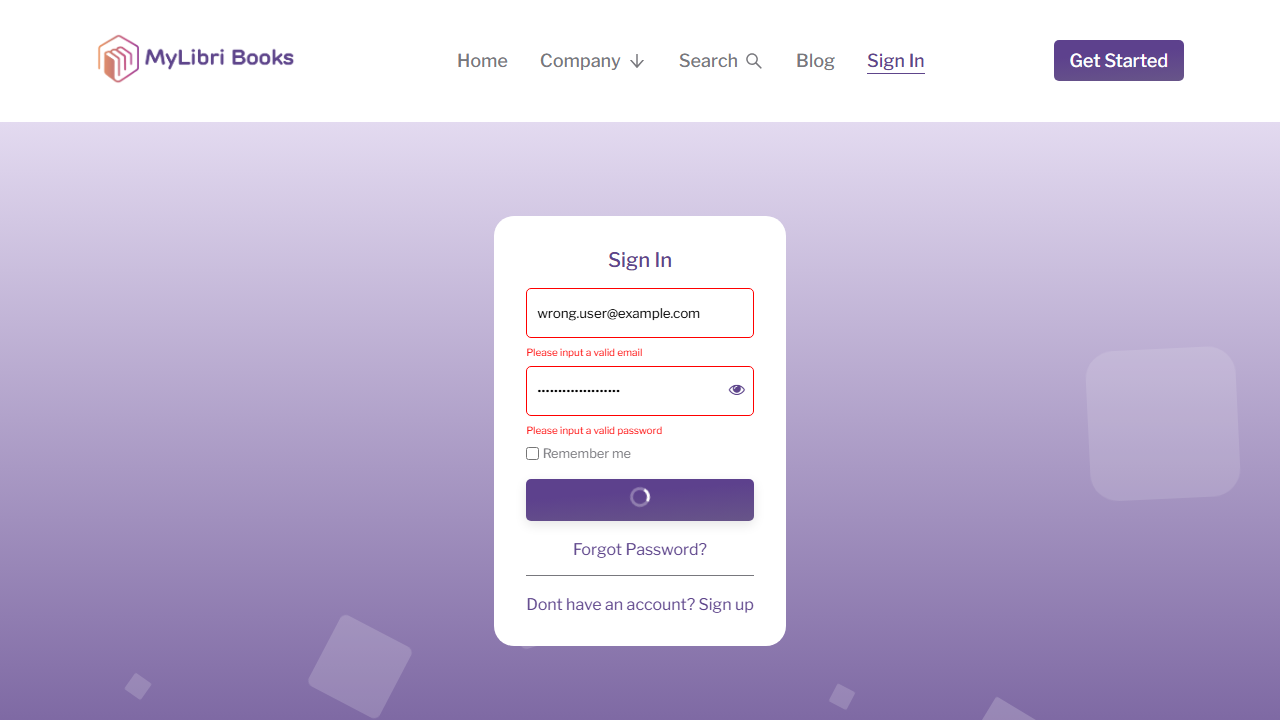 MyLibri Books
Home
Company
Search
Blog
Sign In
Get Started
Sign In
wrong.user@example.com
Please input a valid email
••••••••••••••••••••
Please input a valid password
Remember me
Forgot Password?
Dont have an account? Sign up